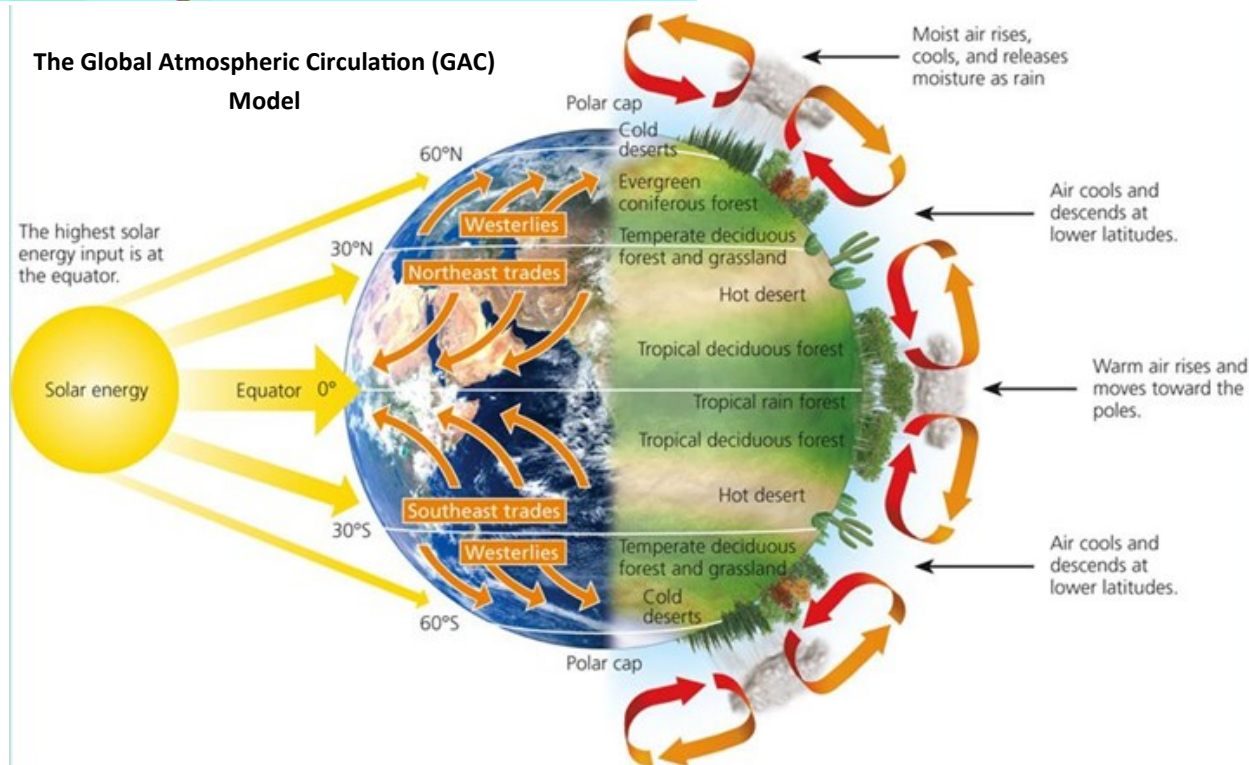 The Global Atmospheric Circulation (GAC)
Model
Moist air rises,
cools, and releases
moisture as rain
Polar cap
Cold
deserts
60°N
Evergreen
coniferous forest
Westerlies
Air cools and
descends at
lower latitudes.
The highest solar
energy input is at
the equator.
30°N
Temperate deciduous
forest and grassland
Northeast trades
Hot desert
Tropical deciduous forest
Solar energy
Equator 0°
Warm air rises and
moves toward the
poles.
Tropical rain forest
Tropical deciduous forest
Hot desert
Southeast trades
30°S
Westerlies
Temperate deciduous
forest and grassland
Air cools and
descends at
lower latitudes.
Cold
deserts
60°S
Polar cap